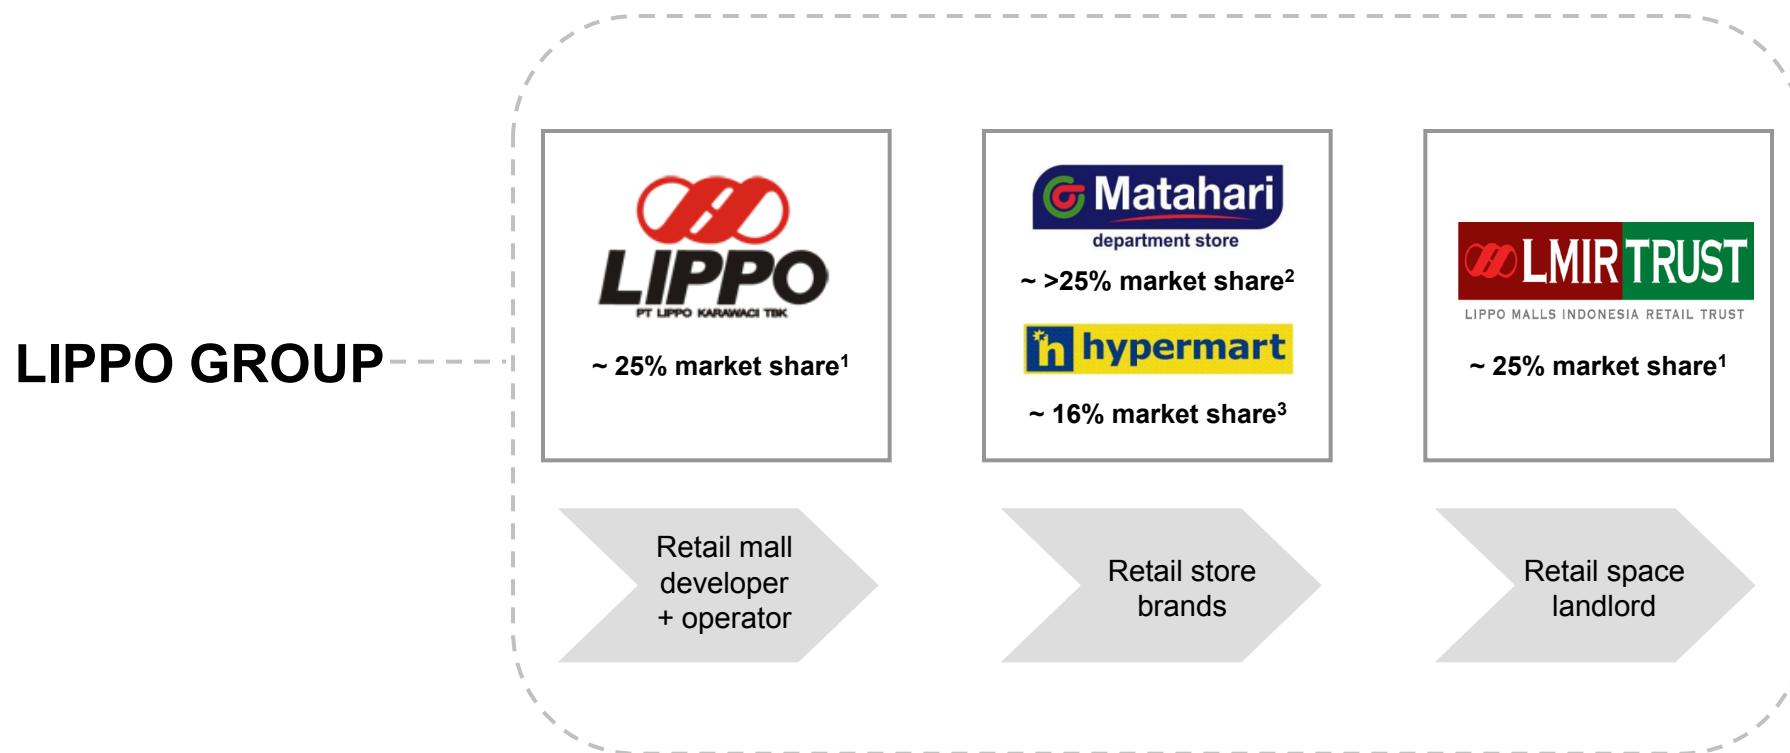 LIPPO GROUP
LIPPO
PT LIPPO KARAWACI TBK
~ 25% market share¹
Matahari
department store
~ >25% market share²
h hypermart
~ 16% market share³
LMIR TRUST
LIPPO MALLS INDONESIA RETAIL TRUST
~ 25% market share¹
Retail mall
developer
+ operator
Retail store
brands
Retail space
landlord